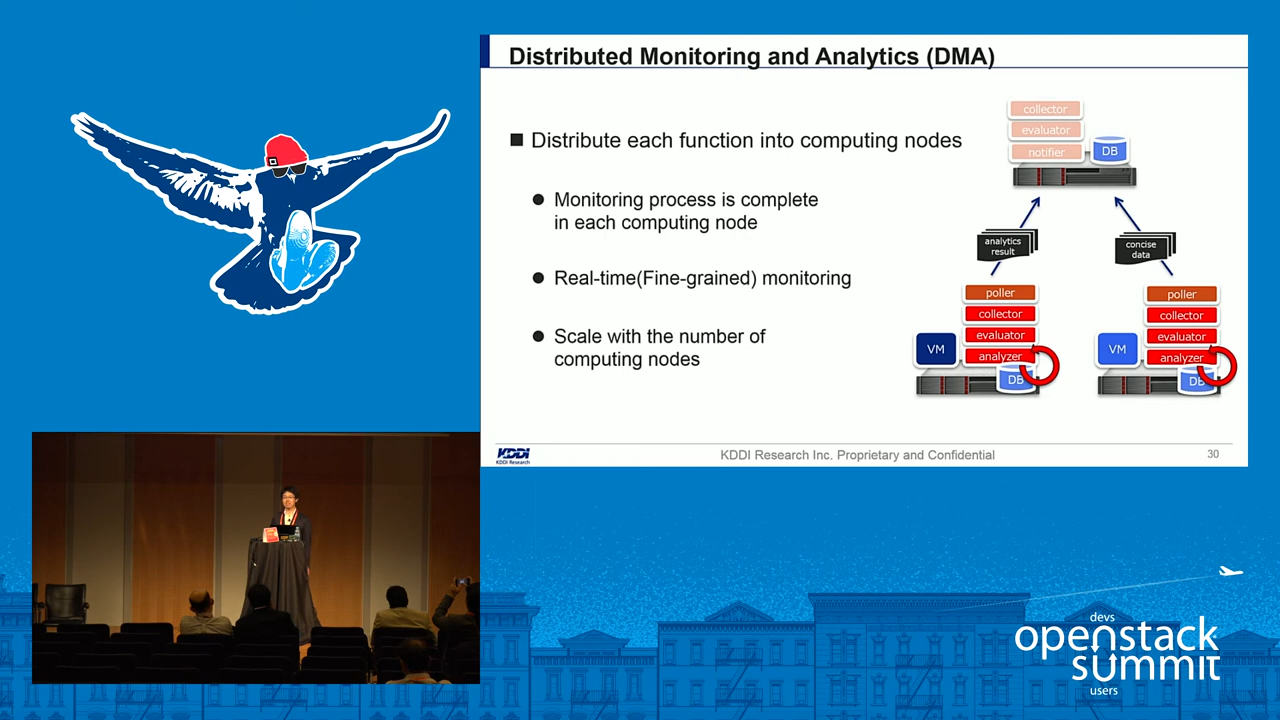 Distributed Monitoring and Analytics (DMA)
Distribute each function into computing nodes
Monitoring process is complete
in each computing node
Real-time(Fine-grained) monitoring
Scale with the number of
computing nodes
collector
evaluator
notifier
DB
analytics
result
concise
data
poller
collector
evaluator
analyzer
VM
DB
poller
collector
evaluator
analyzer
VM
DB
KDDI
KDDI Research
KDDI Research Inc. Proprietary and Confidential
30
devs
openstack
summit
users